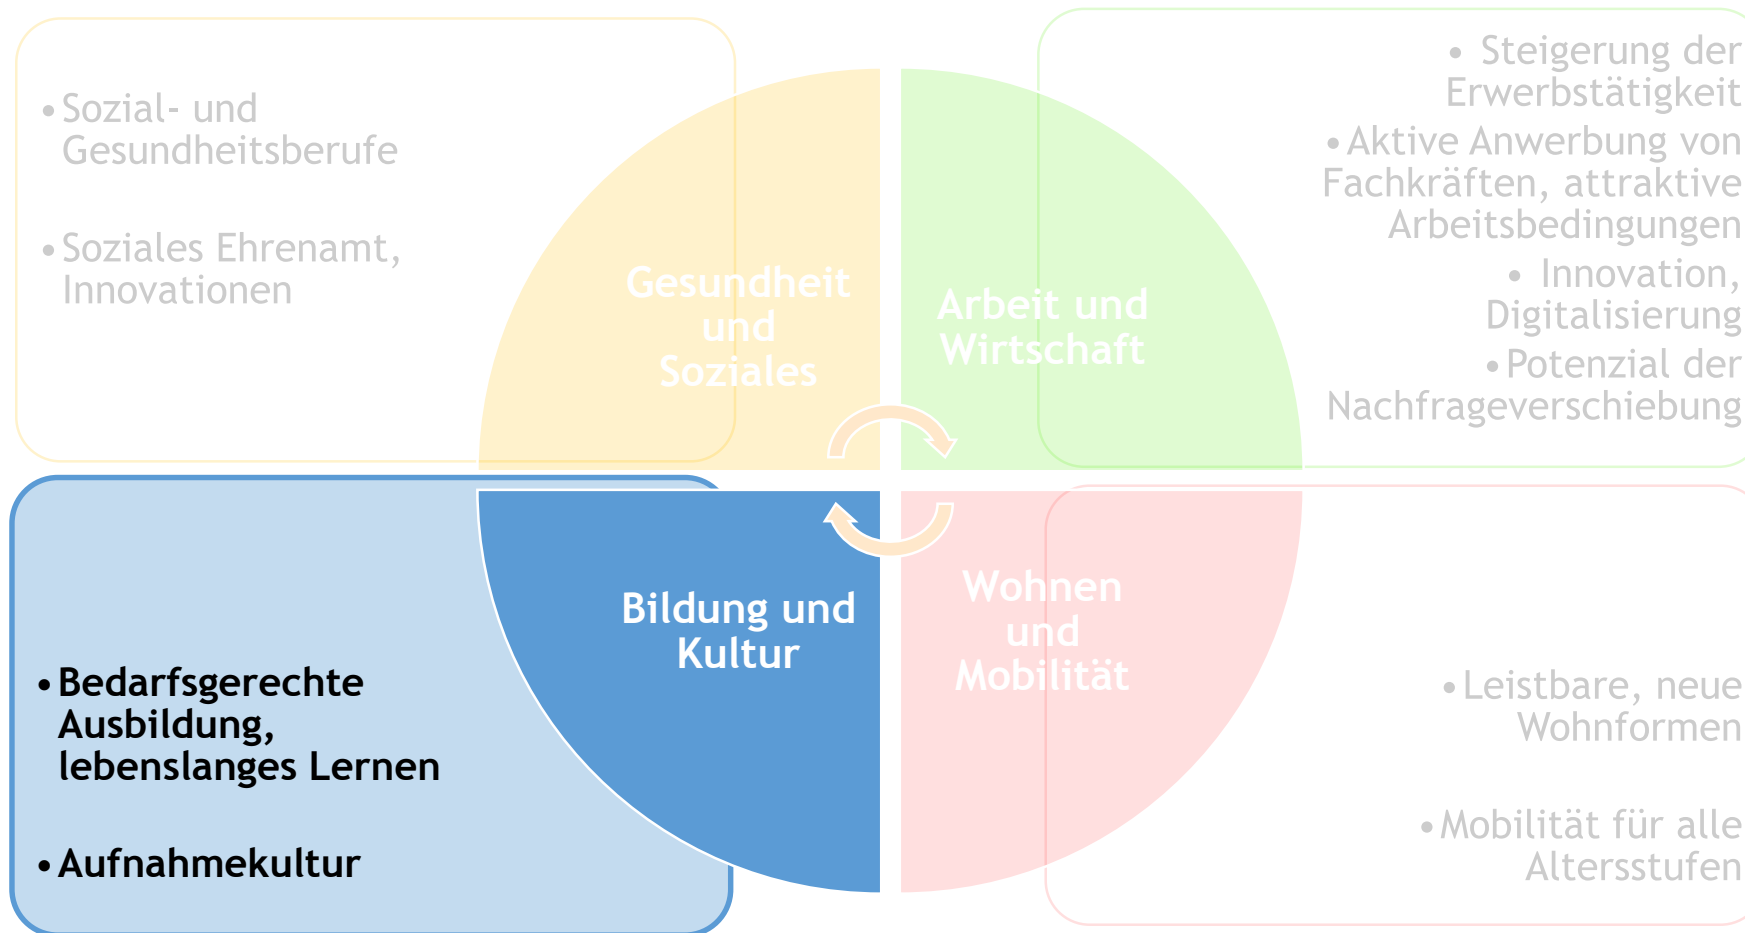 • Sozial- und
Gesundheitsberufe
• Soziales Ehrenamt,
Innovationen
Gesundheit
und
Soziales
Arbeit und
Wirtschaft
• Steigerung der
Erwerbstätigkeit
• Aktive Anwerbung von
Fachkräften, attraktive
Arbeitsbedingungen
• Innovation,
Digitalisierung
• Potenzial der
Nachfrageverschiebung
• Bedarfsgerechte
Ausbildung,
lebenslanges Lernen
• Aufnahmekultur
Bildung und
Kultur
Wohnen
und
Mobilität
• Leistbare, neue
Wohnformen
• Mobilität für alle
Altersstufen